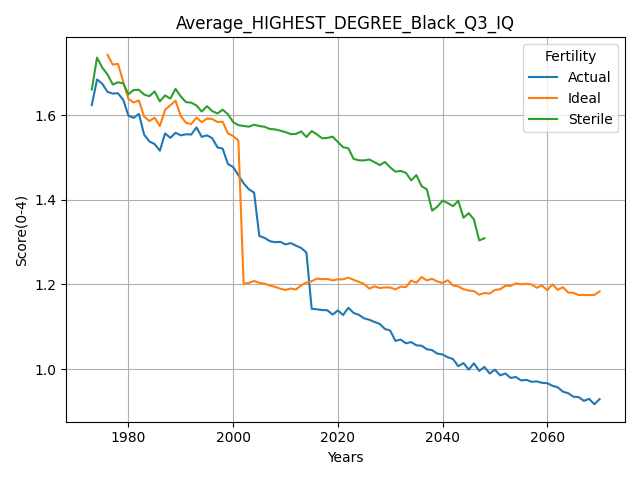 Average_HIGHEST_DEGREE_Black_Q3_IQ
Fertility
Actual
Ideal
Sterile
Score(0-4)
1.6
1.4
1.2
1.0
1980 2000 2020 2040 2060
Years